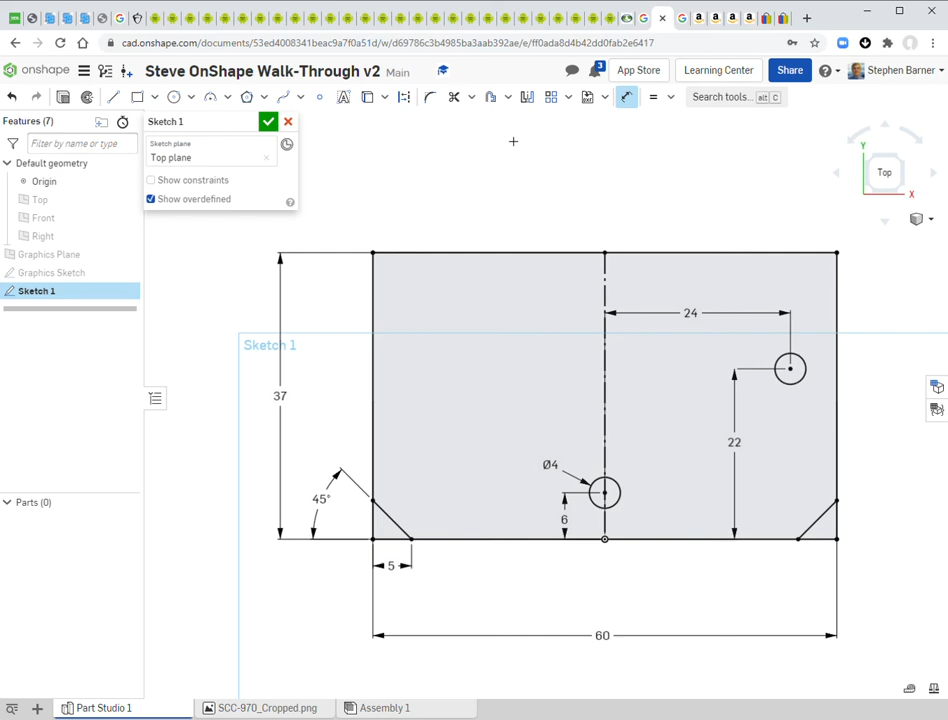 cad.onshape.com/documents/53ed4008341beac9a7f0a51d/w/d69786c3b4985ba3aab392ae/e/ff0ada8d4b42dd0fab2e6417
onshape
Steve OnShape Walk-Through v2 Main
3
App Store
Learning Center
Share
Stephen Barner
Search tools... alt C
Features (7)
Filter by name or type
Default geometry
Origin
Top
Front
Right
Graphics Plane
Graphics Sketch
Sketch 1
Parts (0)
Sketch 1
Sketch plane
Top plane
Show constraints
Show overdefined
Y
Top
X
24
Sketch 1
37
22
Ø4
45°
6
5
60
Part Studio 1
SCC-970_Cropped.png
Assembly 1